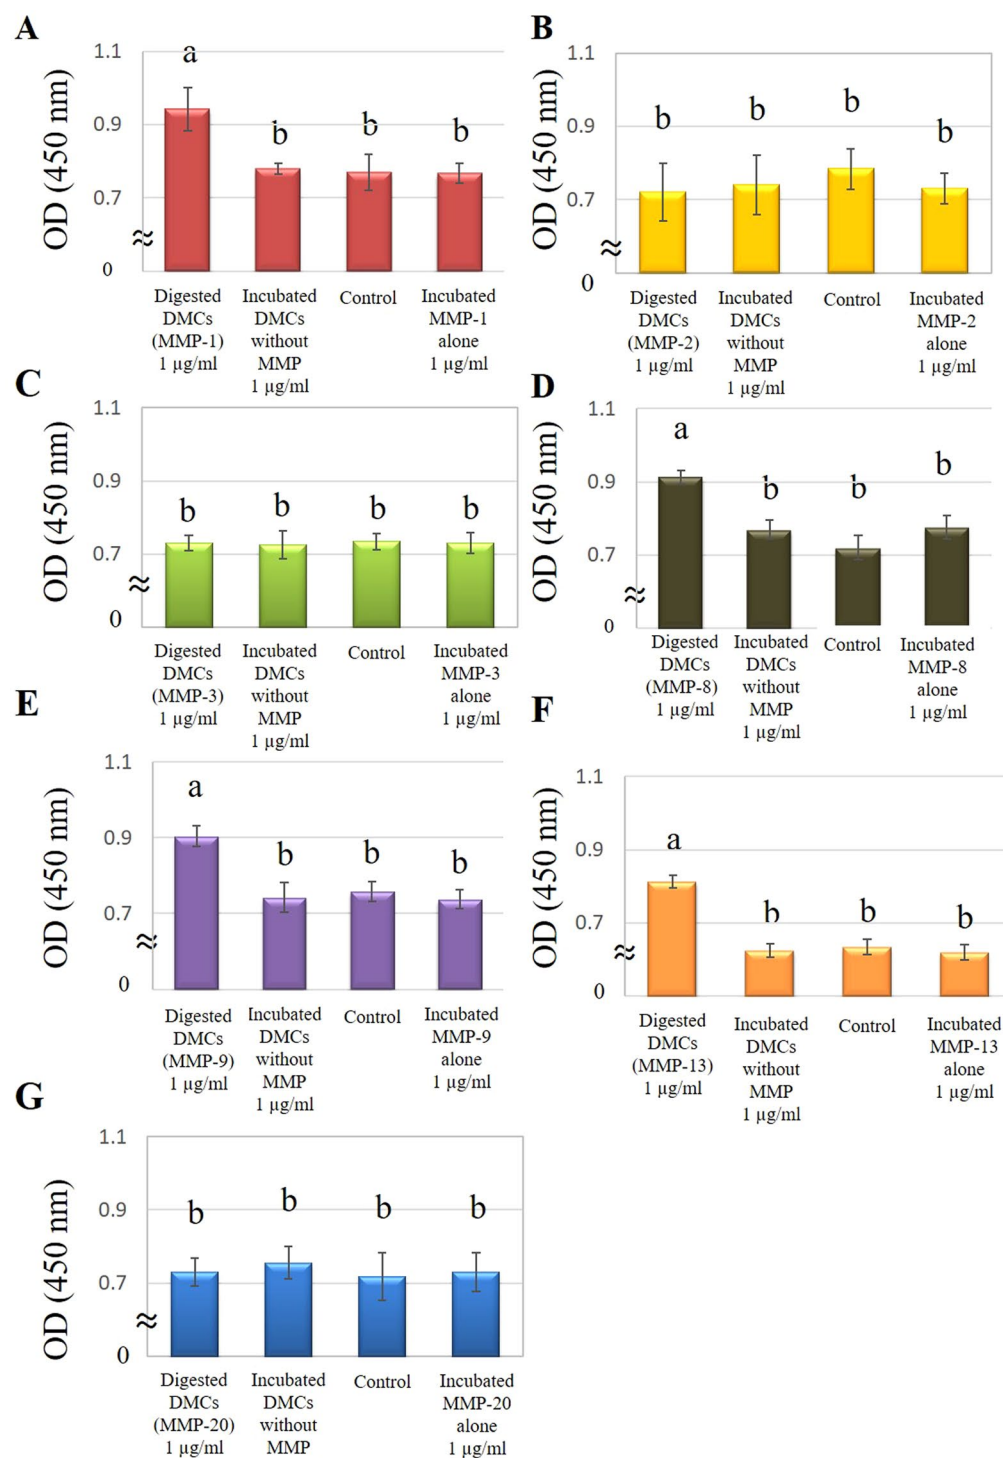 A
OD (450 nm)
1.1
0.9
0.7
≈
0
a
b
b
b
Digested
DMCs
(MMP-1)
1 µg/ml
Incubated
DMCs
without
MMP
1 µg/ml
Control
Incubated
MMP-1
alone
1 µg/ml
B
OD (450 nm)
1.1
0.9
0.7
≈
0
b
b
b
b
Digested
DMCs
(MMP-2)
1 µg/ml
Incubated
DMCs
without
MMP
1 µg/ml
Control
Incubated
MMP-2
alone
1 µg/ml
C
OD (450 nm)
1.1
0.9
0.7
≈
0
b
b
b
b
Digested
DMCs
(MMP-3)
1 µg/ml
Incubated
DMCs
without
MMP
1 µg/ml
Control
Incubated
MMP-3
alone
1 µg/ml
D
OD (450 nm)
1.1
0.9
0.7
≈
0
a
b
b
b
Digested
DMCs
(MMP-8)
1 µg/ml
Incubated
DMCs
without
MMP
1 µg/ml
Control
Incubated
MMP-8
alone
1 µg/ml
E
OD (450 nm)
1.1
0.9
0.7
≈
0
a
b
b
b
Digested
DMCs
(MMP-9)
1 µg/ml
Incubated
DMCs
without
MMP
1 µg/ml
Control
Incubated
MMP-9
alone
1 µg/ml
F
OD (450 nm)
1.1
0.9
0.7
≈
0
a
b
b
b
Digested
DMCs
(MMP-13)
1 µg/ml
Incubated
DMCs
without
MMP
1 µg/ml
Control
Incubated
MMP-13
alone
1 µg/ml
G
OD (450 nm)
1.1
0.9
0.7
≈
0
b
b
b
b
Digested
DMCs
(MMP-20)
1 µg/ml
Incubated
DMCs
without
MMP
Control
Incubated
MMP-20
alone
1 µg/ml